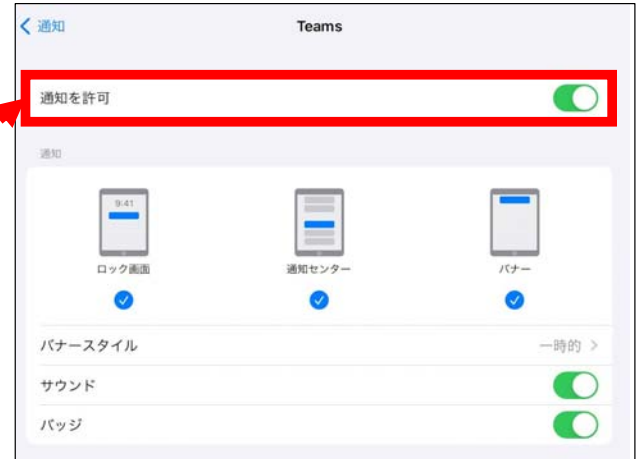 通知
Teams
通知を許可
通知
9:41
ロック画面
通知センター
バナー
バナースタイル
一時的
サウンド
バッジ